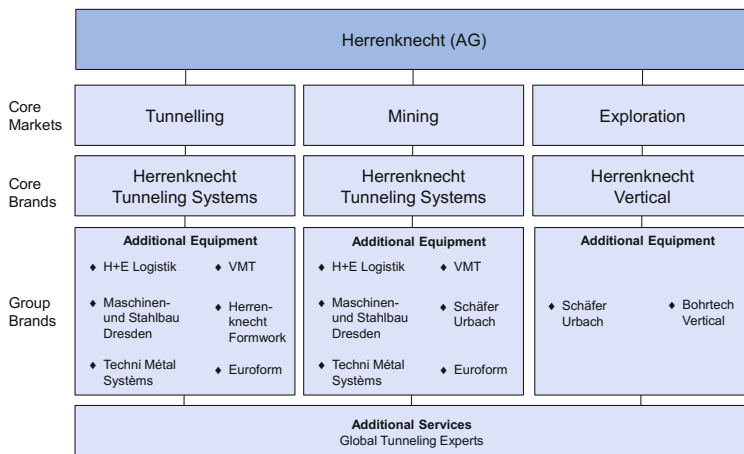 Herrenknecht (AG)
Core
Markets
Tunnelling
Mining
Exploration
Core
Brands
Herrenknecht
Tunneling Systems
Herrenknecht
Tunneling Systems
Herrenknecht
Vertical
Group
Brands
Additional Equipment
♦ H+E Logistik
♦ VMT
♦ Maschinen-
und Stahlbau
Dresden
♦ Herren-
knecht
Formwork
♦ Techni Métal
Systèms
♦ Euroform
Additional Equipment
♦ H+E Logistik
♦ VMT
♦ Maschinen-
und Stahlbau
Dresden
♦ Schäfer
Urbach
♦ Techni Métal
Systèms
♦ Euroform
Additional Equipment
♦ Schäfer
Urbach
♦ Bohrtech
Vertical
Additional Services
Global Tunneling Experts